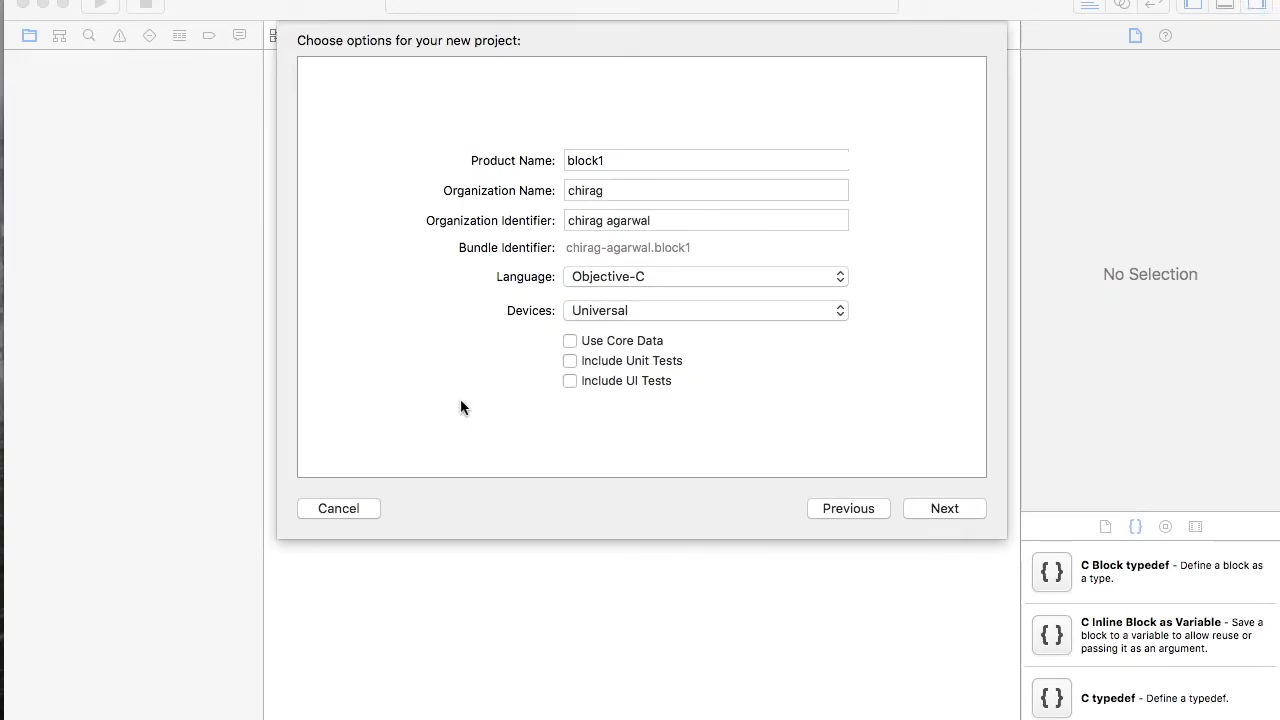 Choose options for your new project:
Product Name: block1
Organization Name: chirag
Organization Identifier: chirag agarwal
Bundle Identifier: chirag-agarwal.block1
Language: Objective-C
Devices: Universal
Use Core Data
Include Unit Tests
Include UI Tests
Cancel
Previous
Next
No Selection
C Block typedef - Define a block as
a type.
C Inline Block as Variable - Save a
block to a variable to allow reuse or
passing it as an argument.
C typedef - Define a typedef.